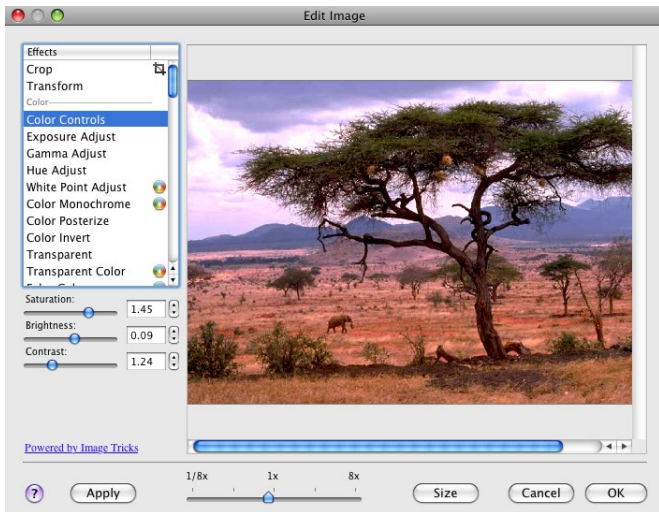 Edit Image
Effects
Crop
Transform
Color
Color Controls
Exposure Adjust
Gamma Adjust
Hue Adjust
White Point Adjust
Color Monochrome
Color Posterize
Color Invert
Transparent
Transparent Color
Saturation:
1.45
Brightness:
0.09
Contrast:
1.24
Powered by Image Tricks
1/8x 1x 8x
? Apply Size Cancel OK